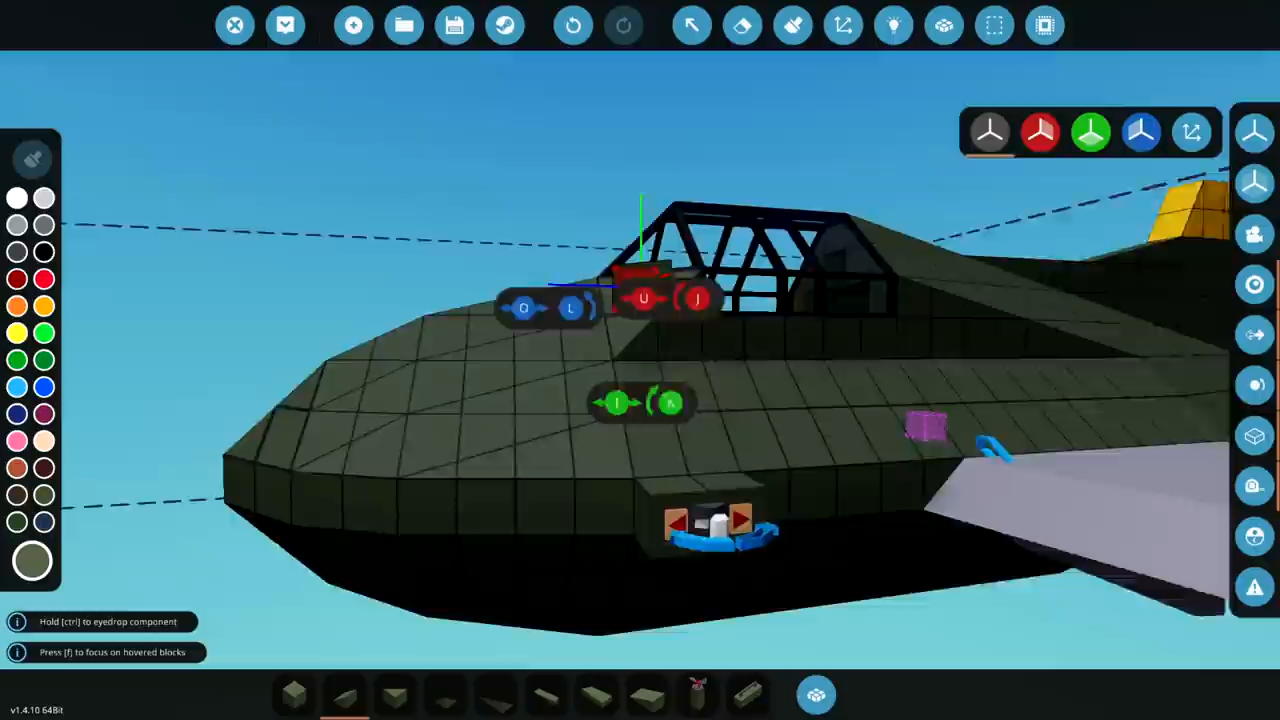 O L
U J
I K
Hold [ctrl] to eyedrop component
Press [f] to focus on hovered blocks
v1.4.10 64Bit